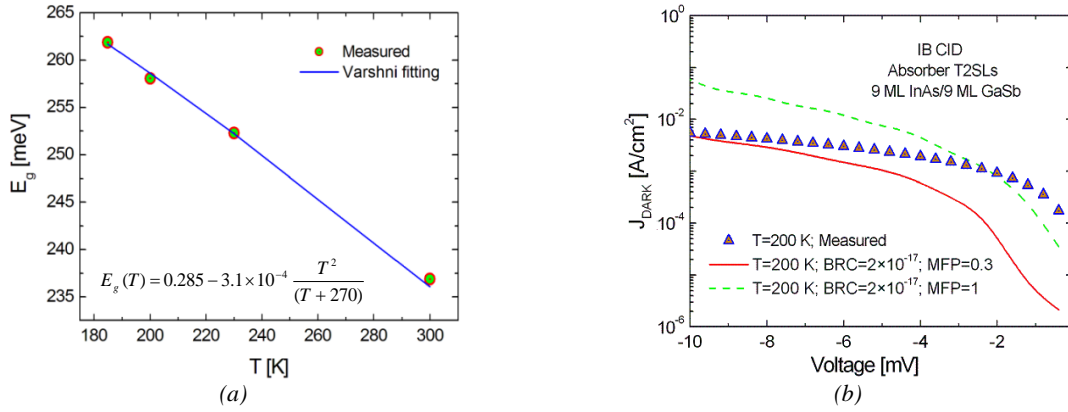 265
260
255
250
245
240
235
E_g [meV]
Measured
Varshni fitting
E_g(T) = 0.285 − 3.1×10^{-4} T^2/(T + 270)
180 200 220 240 260 280 300
T [K]
(a)
10^0
10^{-2}
10^{-4}
10^{-6}
J_{DARK} [A/cm^2]
IB CID
Absorber T2SLs
9 ML InAs/9 ML GaSb
T=200 K; Measured
T=200 K; BRC=2×10^{-17}; MFP=0.3
T=200 K; BRC=2×10^{-17}; MFP=1
-10 -8 -6 -4 -2
Voltage [mV]
(b)